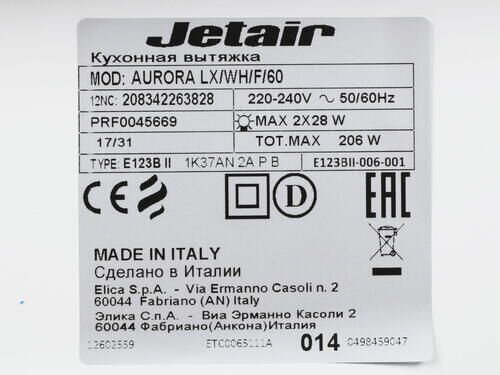 Jetair
Кухонная вытяжка
MOD: AURORA LX/WH/F/60
12NC: 208342263828 220-240V ~ 50/60Hz
PRF0045669 MAX 2X28 W
17/31 TOT.MAX 206 W
TYPE: E123B II 1K37AN 2A P B E123BII-006-001
CE D EAC
MADE IN ITALY
Сделано в Италии
Elica S.p.A. - Via Ermanno Casoli n. 2
60044 Fabriano (AN) Italy
Элика С.п.А. - Виа Эрманно Касоли 2
60044 Фабриано(Анкона)Италия
12602559 ETC0065111A 014 0498459047